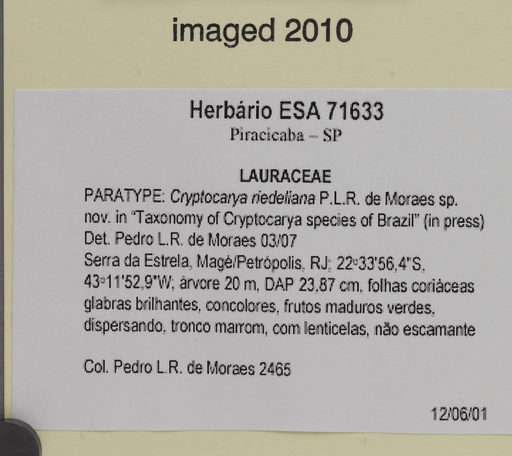 imaged 2010
Herbário ESA 71633
Piracicaba – SP
LAURACEAE
PARATYPE: Cryptocarya riedeliana P.L.R. de Moraes sp.
nov. in “Taxonomy of Cryptocarya species of Brazil” (in press)
Det. Pedro L.R. de Moraes 03/07
Serra da Estrela, Magé/Petrópolis, RJ; 22º33'56,4"S,
43º11'52,9"W; árvore 20 m, DAP 23,87 cm, folhas coriáceas
glabras brilhantes, concolores, frutos maduros verdes,
dispersando, tronco marrom, com lenticelas, não escamante
Col. Pedro L.R. de Moraes 2465
12/06/01